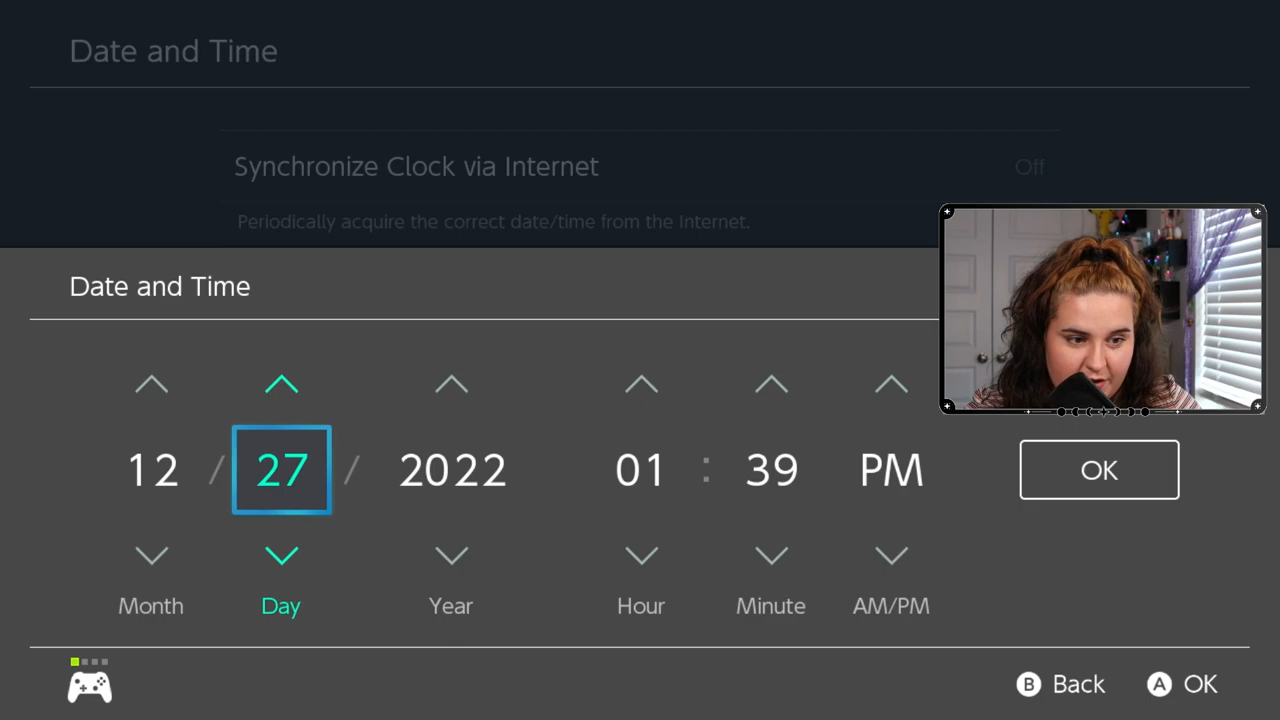 Date and Time
Synchronize Clock via Internet Off
Periodically acquire the correct date/time from the Internet.
Date and Time
12 / 27 / 2022 01 : 39 PM OK
Month Day Year Hour Minute AM/PM
B Back A OK